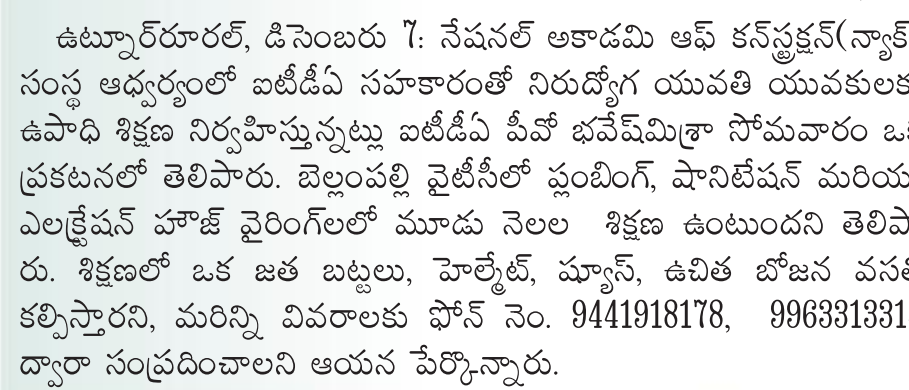 ఉట్నూర్‌రూరల్, డిసెంబరు 7: నేషనల్ అకాడమి ఆఫ్ కన్‌స్ట్రక్షన్(న్యాక్
సంస్థ ఆధ్వర్యంలో ఐటీడీఏ సహకారంతో నిరుద్యోగ యువతి యువకులక
ఉపాధి శిక్షణ నిర్వహిస్తున్నట్లు ఐటీడీఏ పీవో భవేష్‌మిశ్రా సోమవారం ఒక
ప్రకటనలో తెలిపారు. బెల్లంపల్లి వైటీసీలో ప్లంబింగ్, షానిటేషన్ మరియ
ఎలక్ట్రేషన్ హౌజ్ వైరింగ్‌లలో మూడు నెలల శిక్షణ ఉంటుందని తెలిపా
రు. శిక్షణలో ఒక జత బట్టలు, హెల్మేట్, ష్యూస్, ఉచిత బోజన వసతి
కల్పిస్తారని, మరిన్ని వివరాలకు ఫోన్ నెం. 9441918178, 996331331
ద్వారా సంప్రదించాలని ఆయన పేర్కొన్నారు.